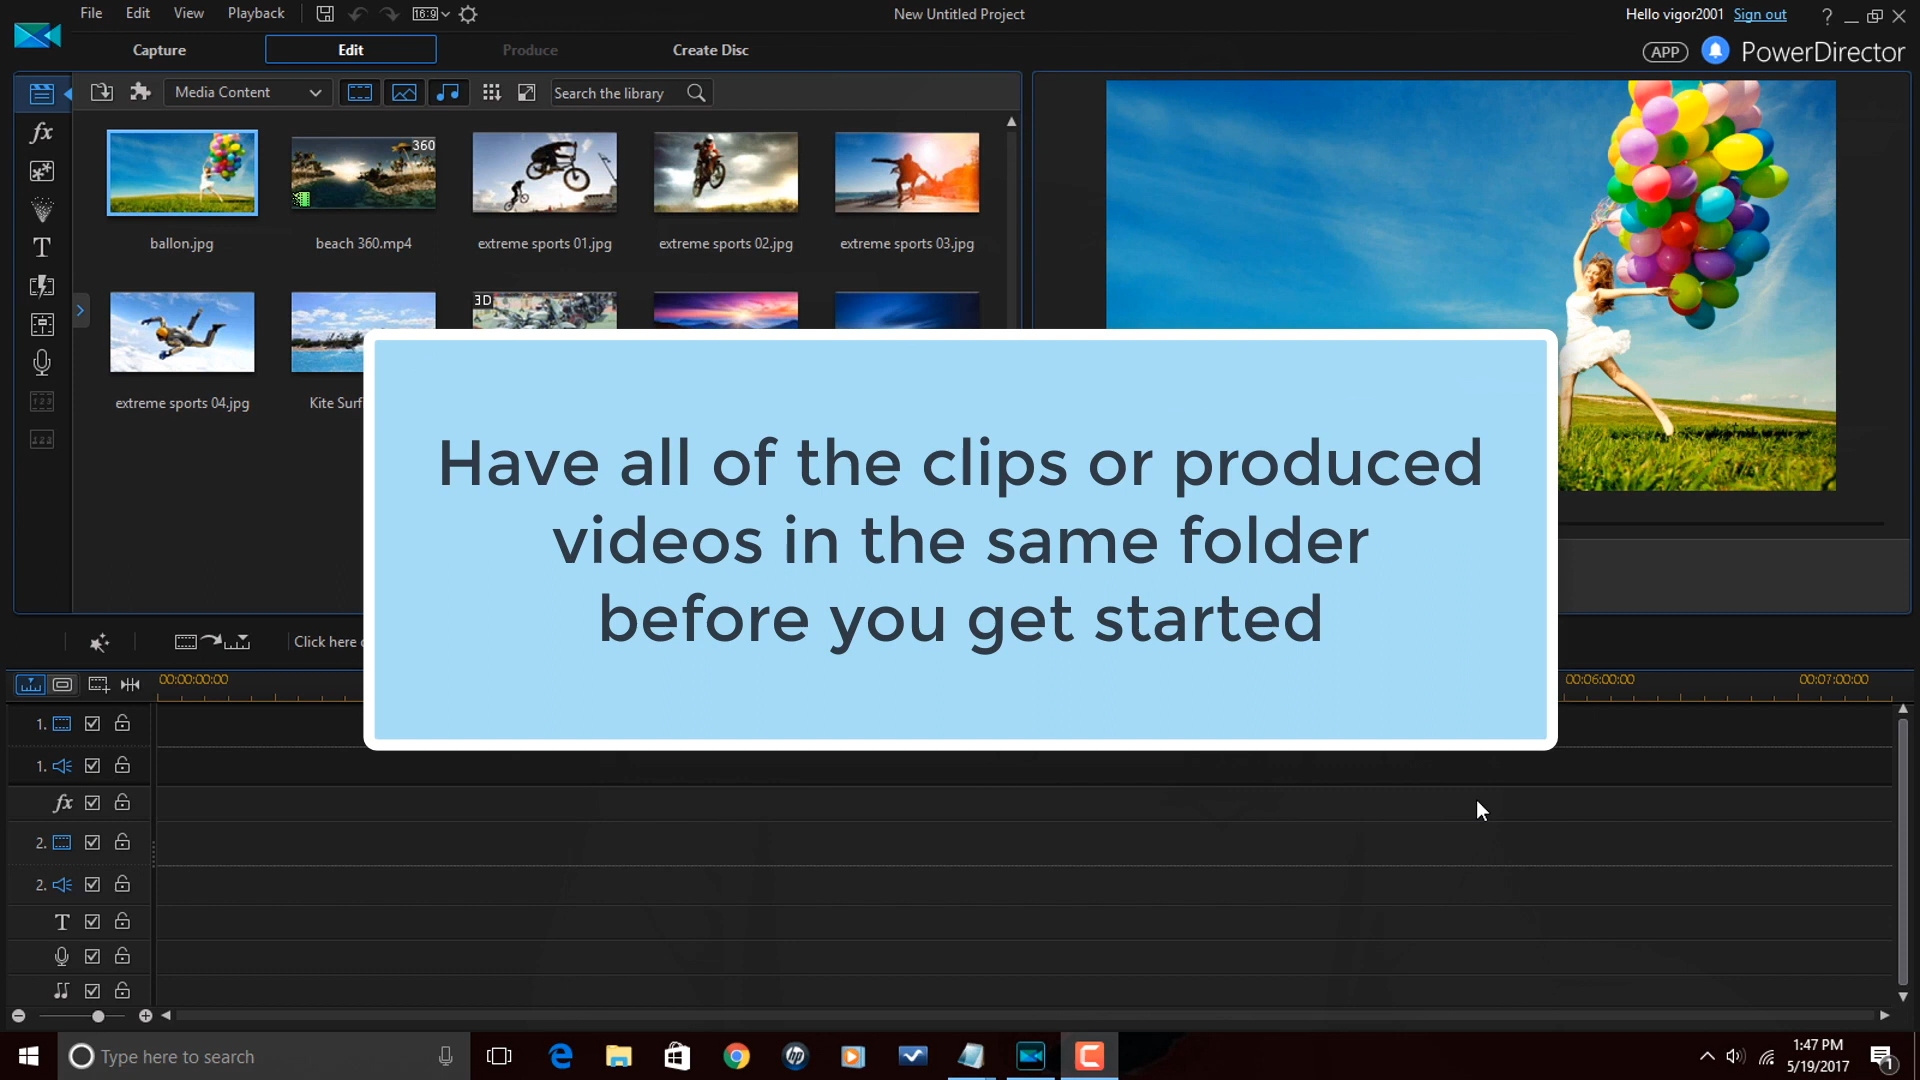 File Edit View Playback 16:9 New Untitled Project Hello vigor2001 Sign out ?
Capture Edit Produce Create Disc APP PowerDirector
Media Content Search the library
fx
360
ballon.jpg beach 360.mp4 extreme sports 01.jpg extreme sports 02.jpg extreme sports 03.jpg
T
3D
extreme sports 04.jpg Kite Surf
Have all of the clips or produced
videos in the same folder
before you get started
Click here
00:00:00:00 00:06:00:00 00:07:00:00
1.
1.
fx
2.
2.
T
Type here to search
hp
1:47 PM
5/19/2017
1